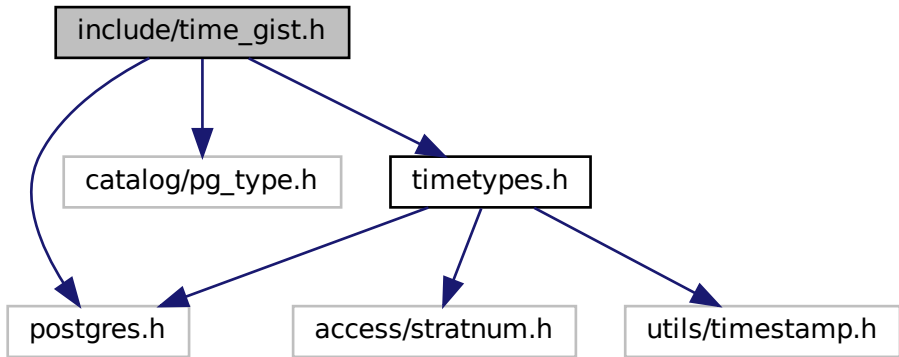 include/time_gist.h
catalog/pg_type.h
timetypes.h
postgres.h
access/stratnum.h
utils/timestamp.h